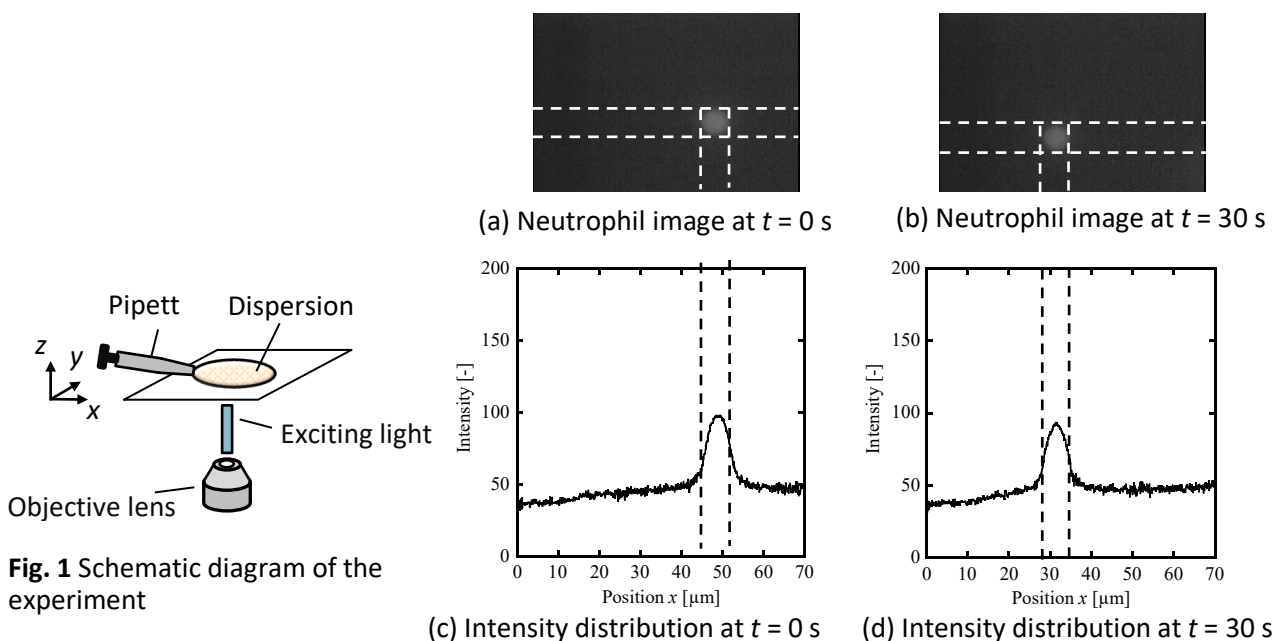 (a) Neutrophil image at t = 0 s
(b) Neutrophil image at t = 30 s
Pipett
Dispersion
z
y
x
Exciting light
Objective lens
Fig. 1 Schematic diagram of the
experiment
200
150
100
50
0
Intensity [-]
0 10 20 30 40 50 60 70
Position x [µm]
(c) Intensity distribution at t = 0 s
200
150
100
50
0
Intensity [-]
0 10 20 30 40 50 60 70
Position x [µm]
(d) Intensity distribution at t = 30 s